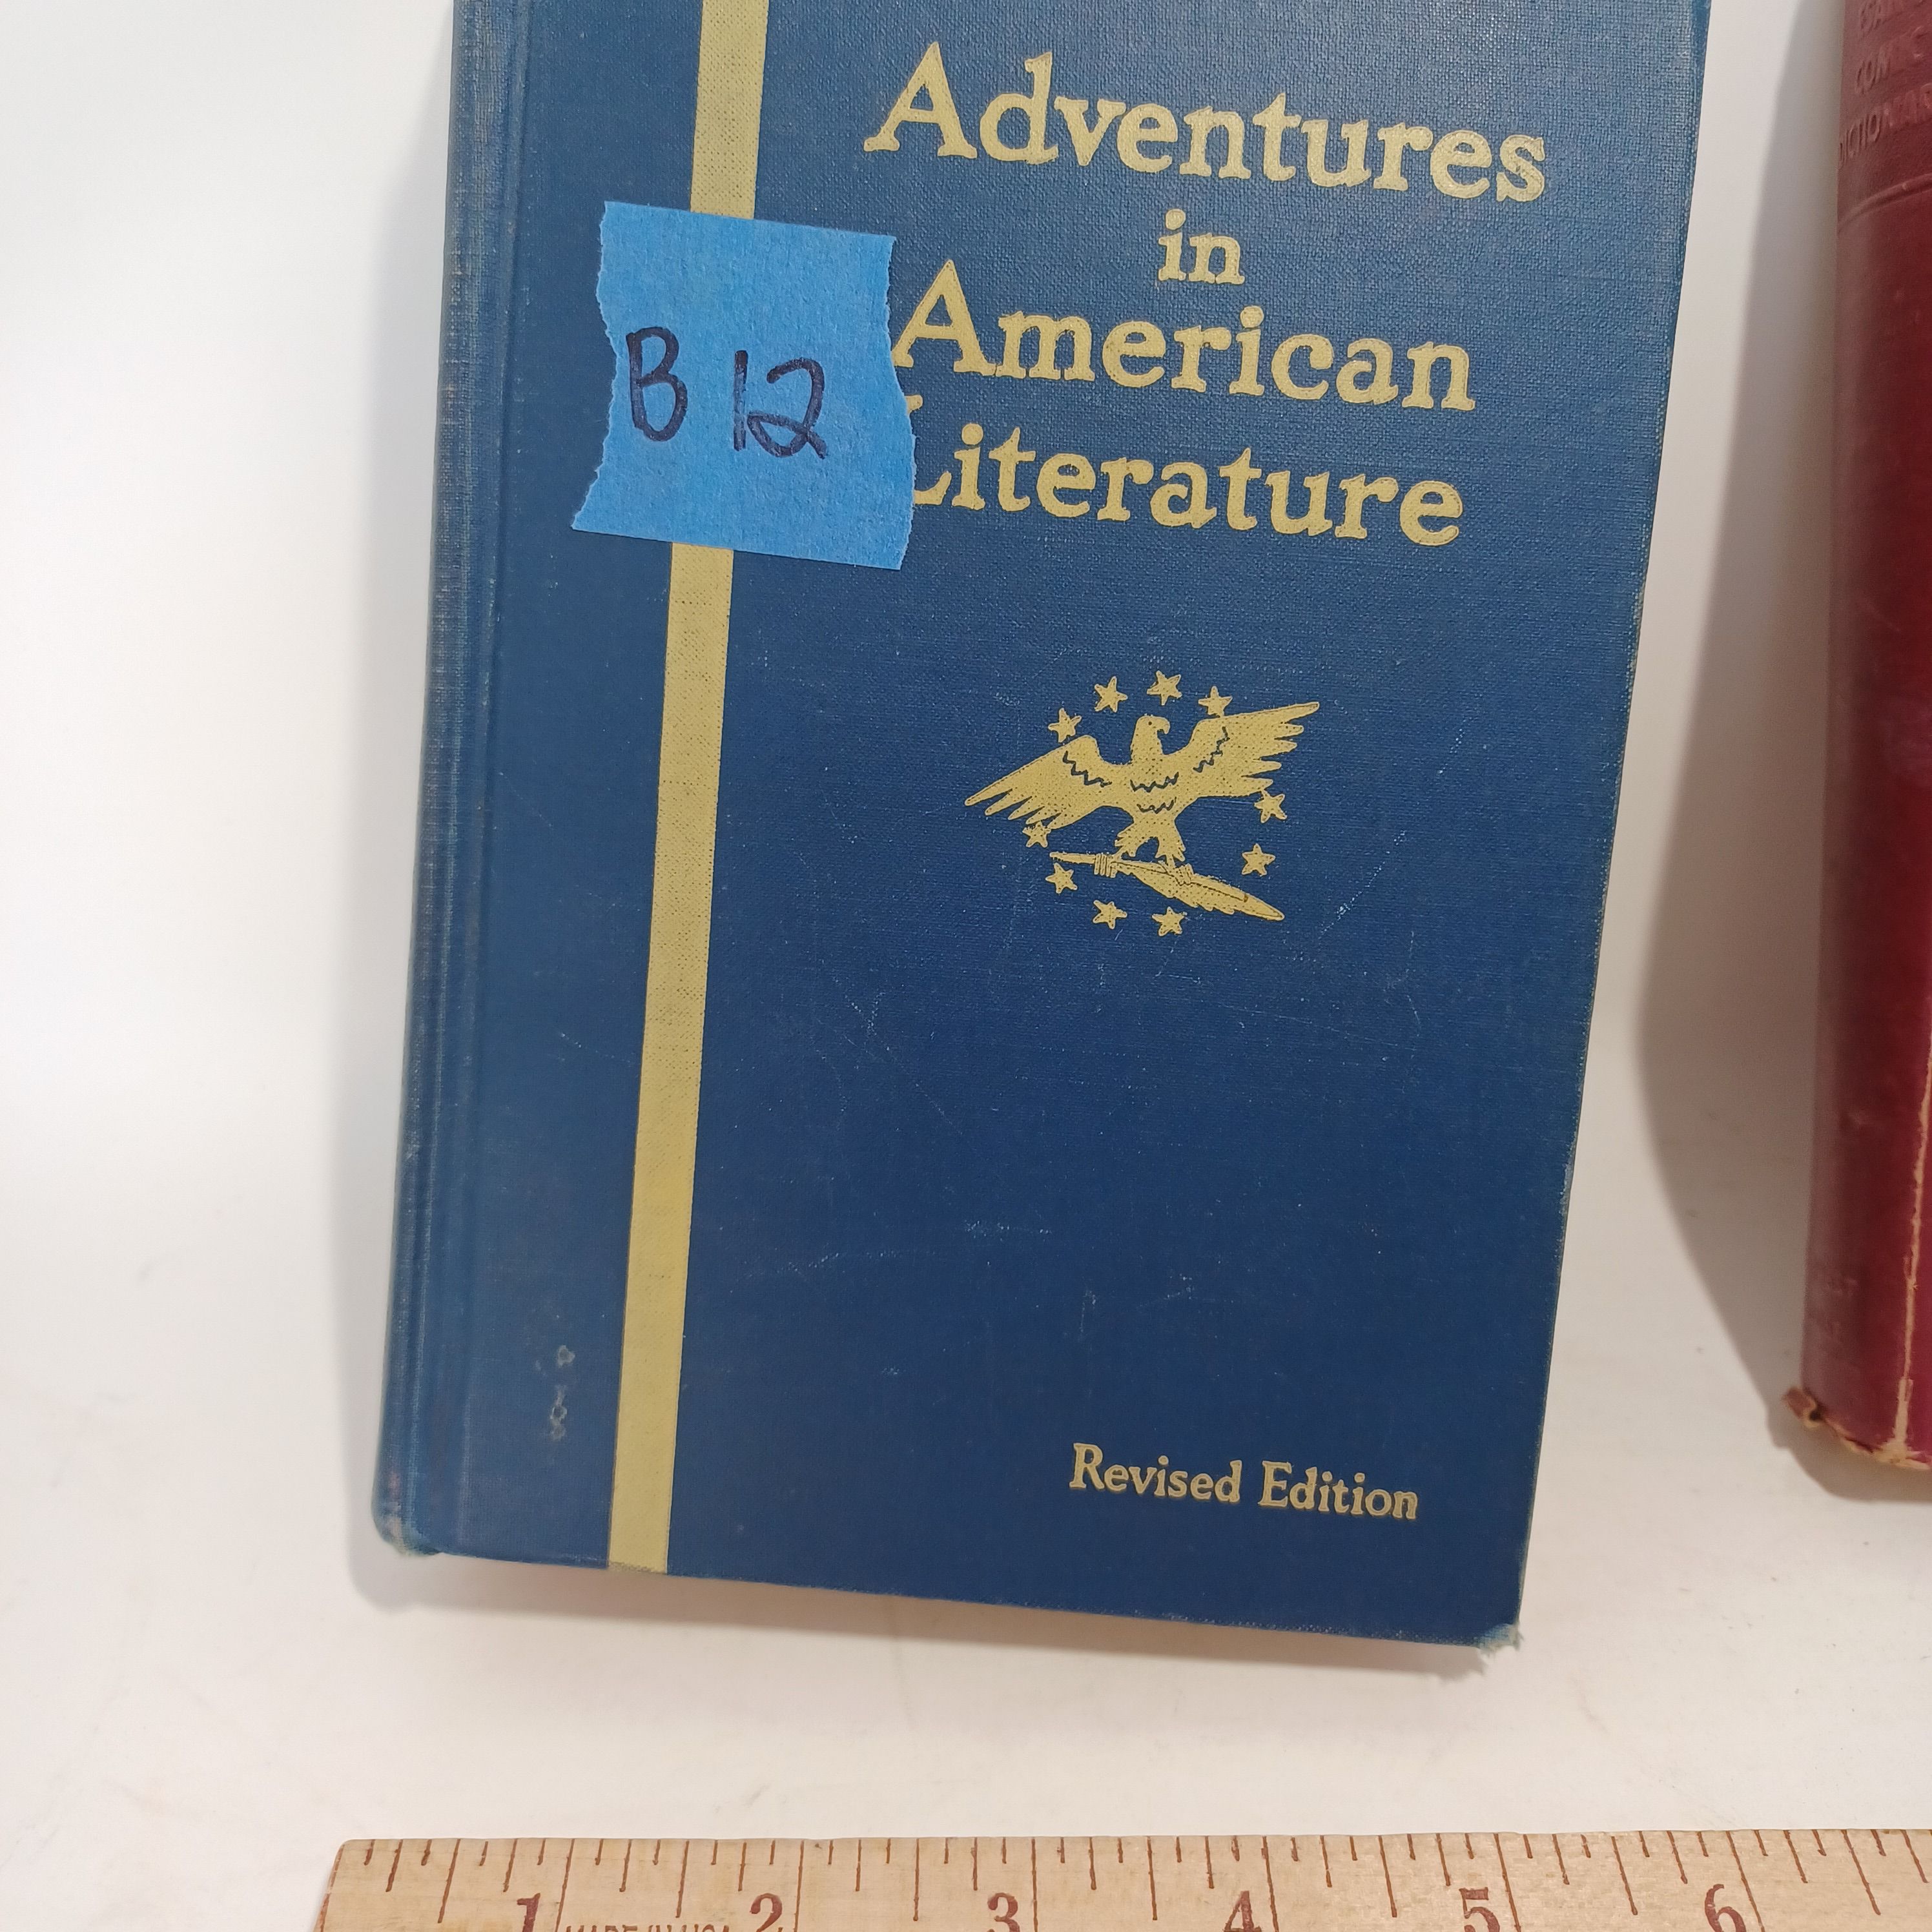 Adventures
in
American
Literature
B 12
Revised Edition
1 2 3 4 5 6